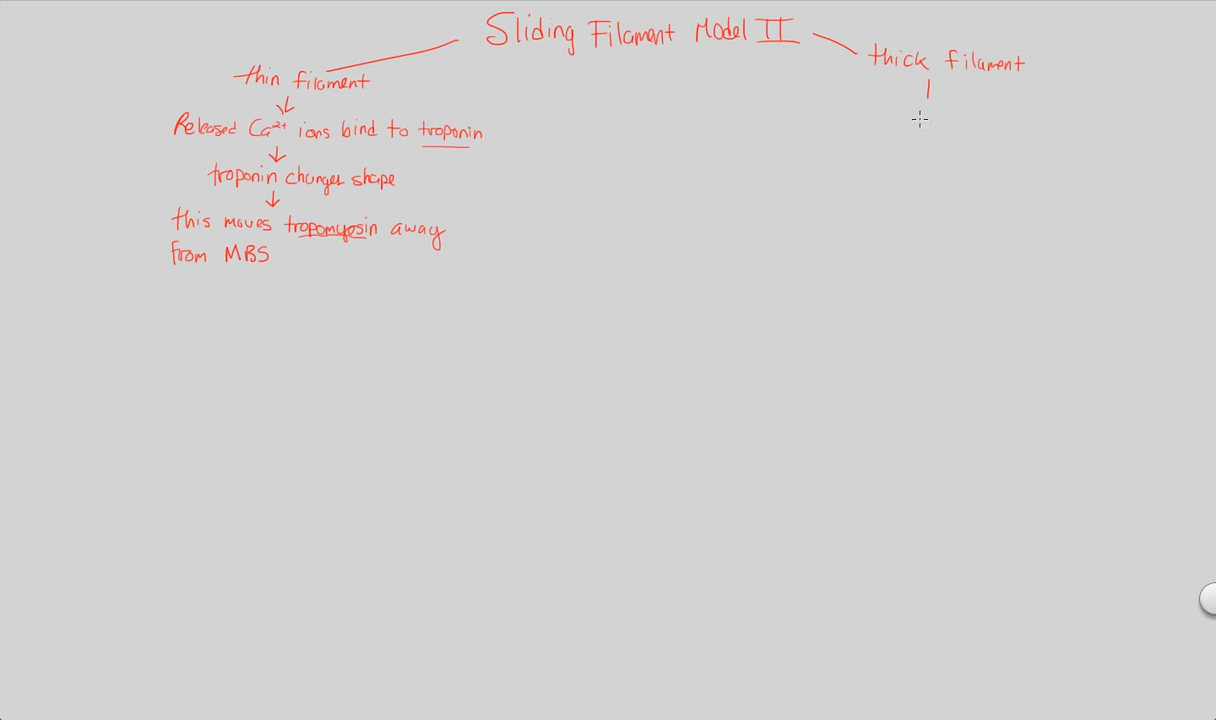 Sliding Filament Model II
thin filament
Released Ca²⁺ ions bind to troponin
troponin changes shape
this moves tropomyosin away
from MBS
thick filament